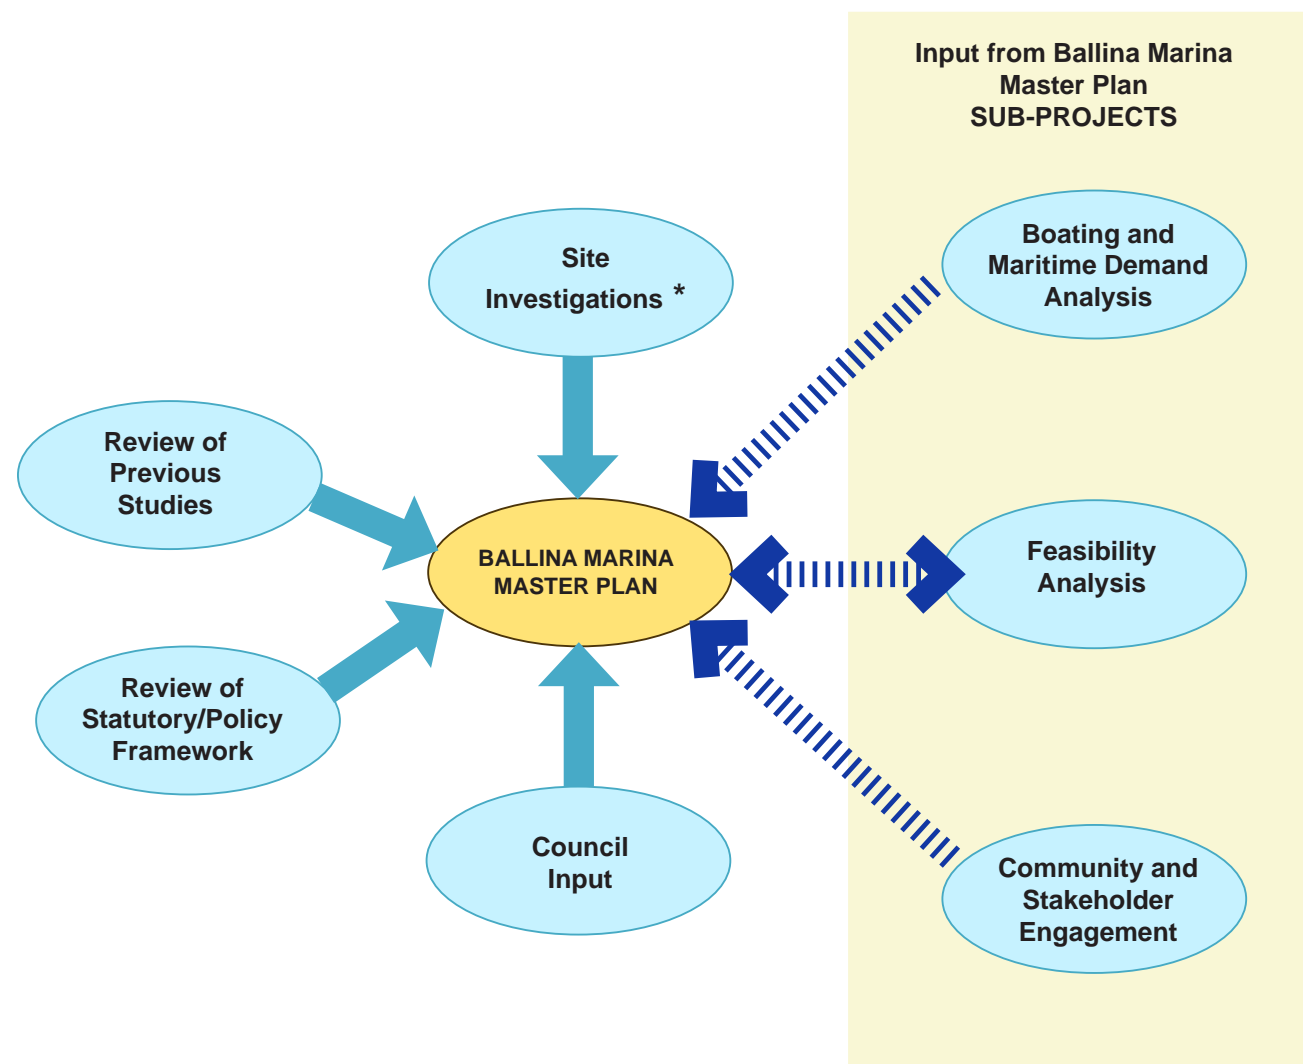 Input from Ballina Marina
Master Plan
SUB-PROJECTS
Boating and
Maritime Demand
Analysis
Site
Investigations *
Review of
Previous
Studies
BALLINA MARINA
MASTER PLAN
Feasibility
Analysis
Review of
Statutory/Policy
Framework
Council
Input
Community and
Stakeholder
Engagement